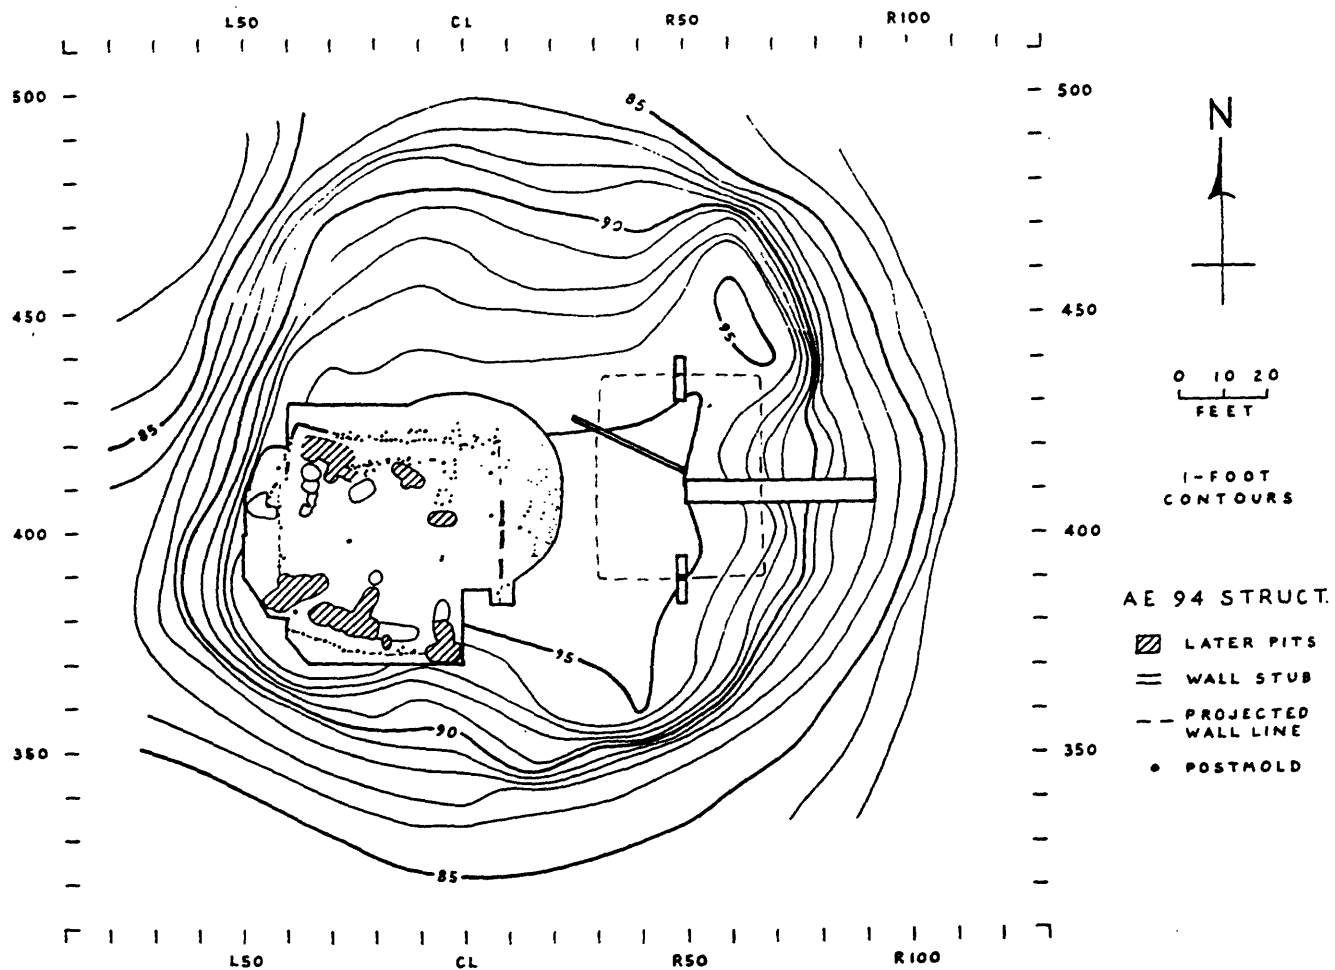 L50 CL R50 R100
500
85
500
N
90
450
95
450
0 10 20
FEET
85
1-FOOT
CONTOURS
400
400
AE 94 STRUCT.
LATER PITS
95
WALL STUB
90
PROJECTED
WALL LINE
350
350
POSTMOLD
85
L50 CL R50 R100